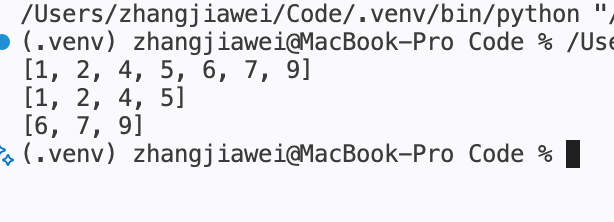 /Users/zhangjiawei/Code/.venv/bin/python "/
(.venv) zhangjiawei@MacBook-Pro Code % /Use
[1, 2, 4, 5, 6, 7, 9]
[1, 2, 4, 5]
[6, 7, 9]
(.venv) zhangjiawei@MacBook-Pro Code %